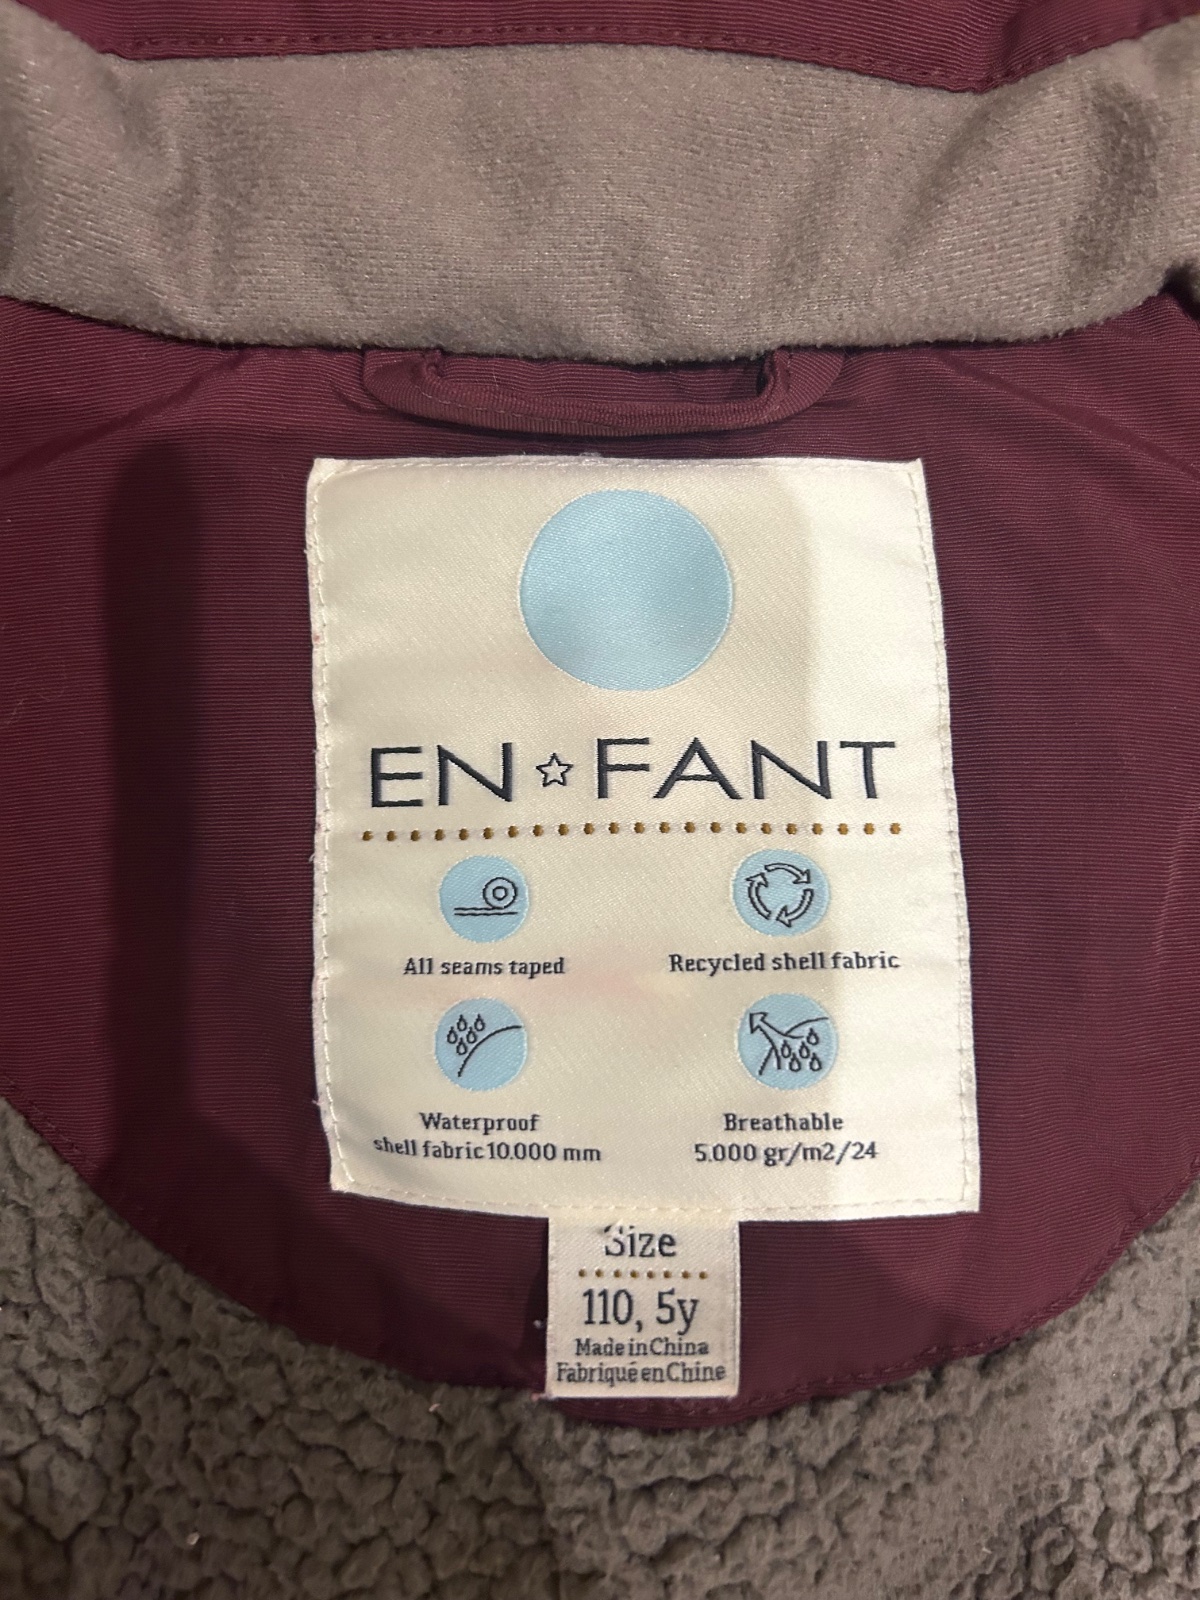 EN☆FANT
All seams taped
Recycled shell fabric
Waterproof
shell fabric 10.000 mm
Breathable
5.000 gr/m2/24
Size
110, 5y
Made in China
Fabriqué en Chine